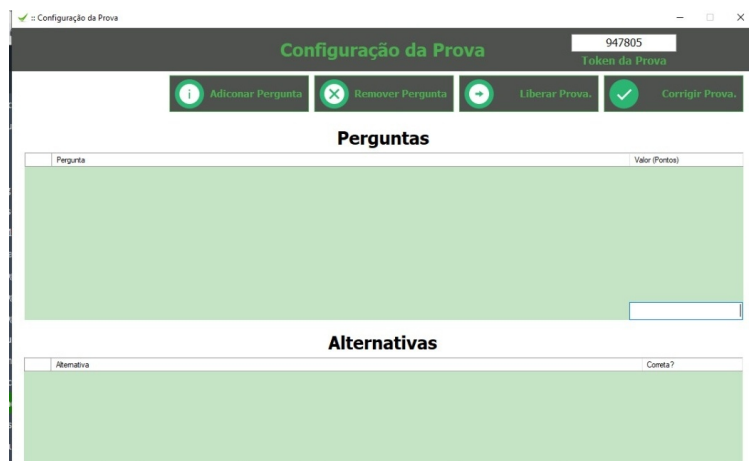 :: Configuração da Prova
Configuração da Prova
947805
Token da Prova
Adiconar Pergunta
Remover Pergunta
Liberar Prova.
Corrigir Prova.
Perguntas
Pergunta Valor (Pontos)
Alternativas
Alternativa Correta?